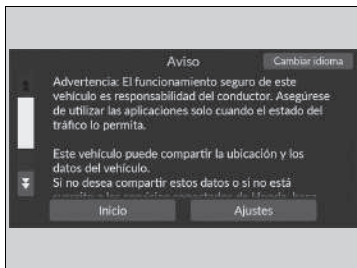 Aviso
Cambiar idioma
Advertencia: El funcionamiento seguro de este
vehículo es responsabilidad del conductor. Asegúrese
de utilizar las aplicaciones solo cuando el estado del
tráfico lo permita.
Este vehículo puede compartir la ubicación y los
datos del vehículo.
Si no desea compartir estos datos o si no está
Inicio
Ajustes